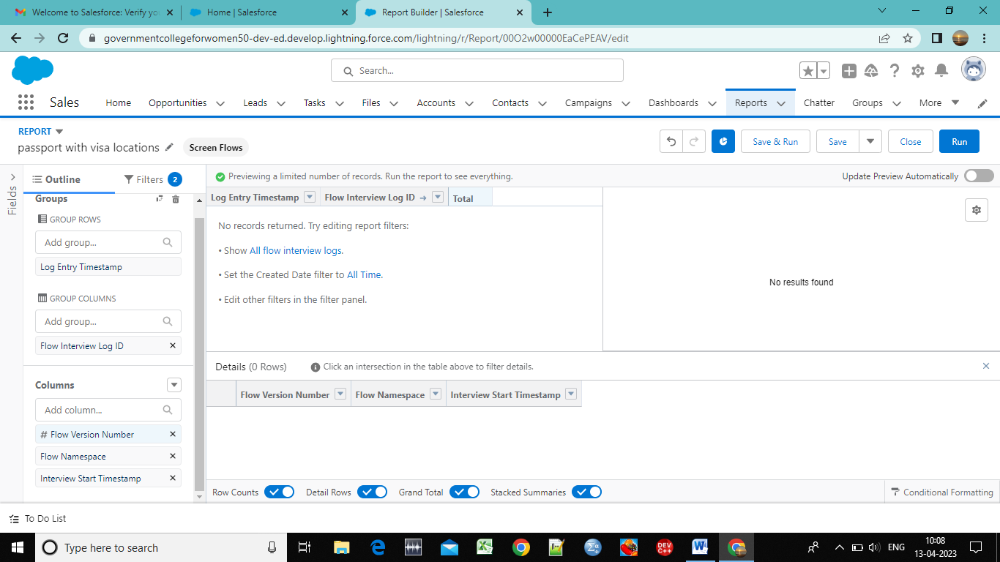 Welcome to Salesforce: Verify you
Home | Salesforce
Report Builder | Salesforce
governmentcollegeforwomen50-dev-ed.develop.lightning.force.com/lightning/r/Report/00O2w00000EaCePEAV/edit
Search...
Sales
Home
Opportunities
Leads
Tasks
Files
Accounts
Contacts
Campaigns
Dashboards
Reports
Chatter
Groups
More
REPORT
passport with visa locations
Screen Flows
Save & Run
Save
Close
Run
Fields
Outline
Filters 2
Previewing a limited number of records. Run the report to see everything.
Update Preview Automatically
Groups
GROUP ROWS
Add group...
Log Entry Timestamp
GROUP COLUMNS
Add group...
Flow Interview Log ID
Columns
Add column...
# Flow Version Number
Flow Namespace
Interview Start Timestamp
Log Entry Timestamp
Flow Interview Log ID →
Total
No records returned. Try editing report filters:
• Show All flow interview logs.
• Set the Created Date filter to All Time.
• Edit other filters in the filter panel.
No results found
Details (0 Rows)
Click an intersection in the table above to filter details.
Flow Version Number
Flow Namespace
Interview Start Timestamp
Row Counts
Detail Rows
Grand Total
Stacked Summaries
Conditional Formatting
To Do List
Type here to search
DEV
C++
ENG
10:08
13-04-2023